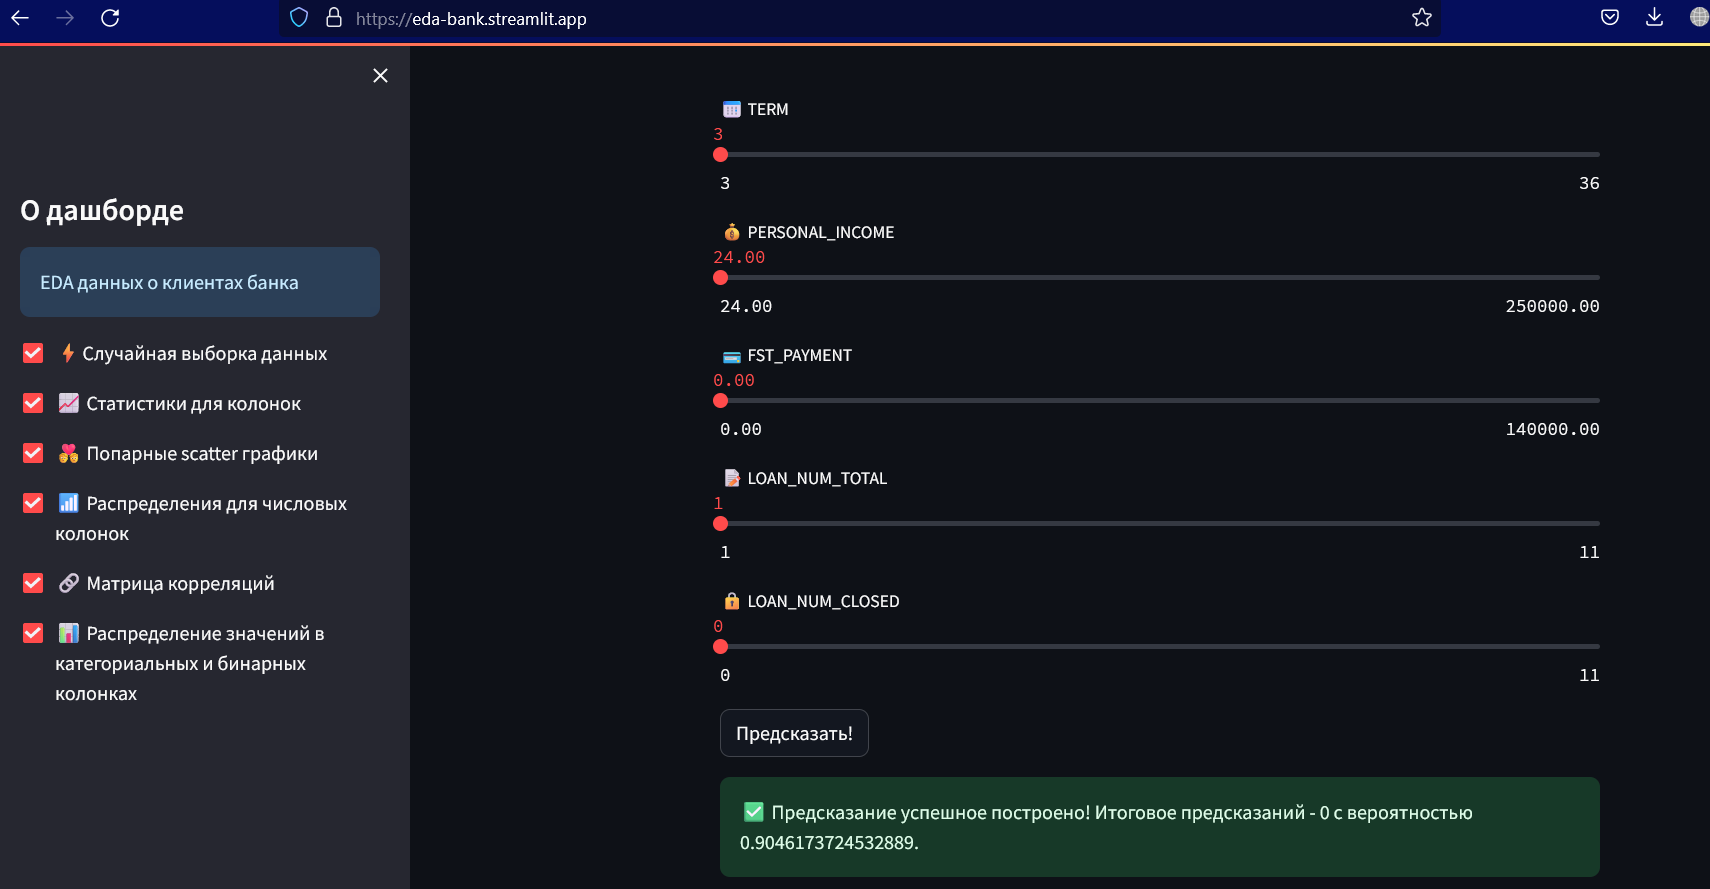 https://eda-bank.streamlit.app
О дашборде
EDA данных о клиентах банка
Случайная выборка данных
Статистики для колонок
Попарные scatter графики
Распределения для числовых
колонок
Матрица корреляций
Распределение значений в
категориальных и бинарных
колонках
TERM
3
3 36
PERSONAL_INCOME
24.00
24.00 250000.00
FST_PAYMENT
0.00
0.00 140000.00
LOAN_NUM_TOTAL
1
1 11
LOAN_NUM_CLOSED
0
0 11
Предсказать!
Предсказание успешное построено! Итоговое предсказаний - 0 с вероятностью
0.9046173724532889.